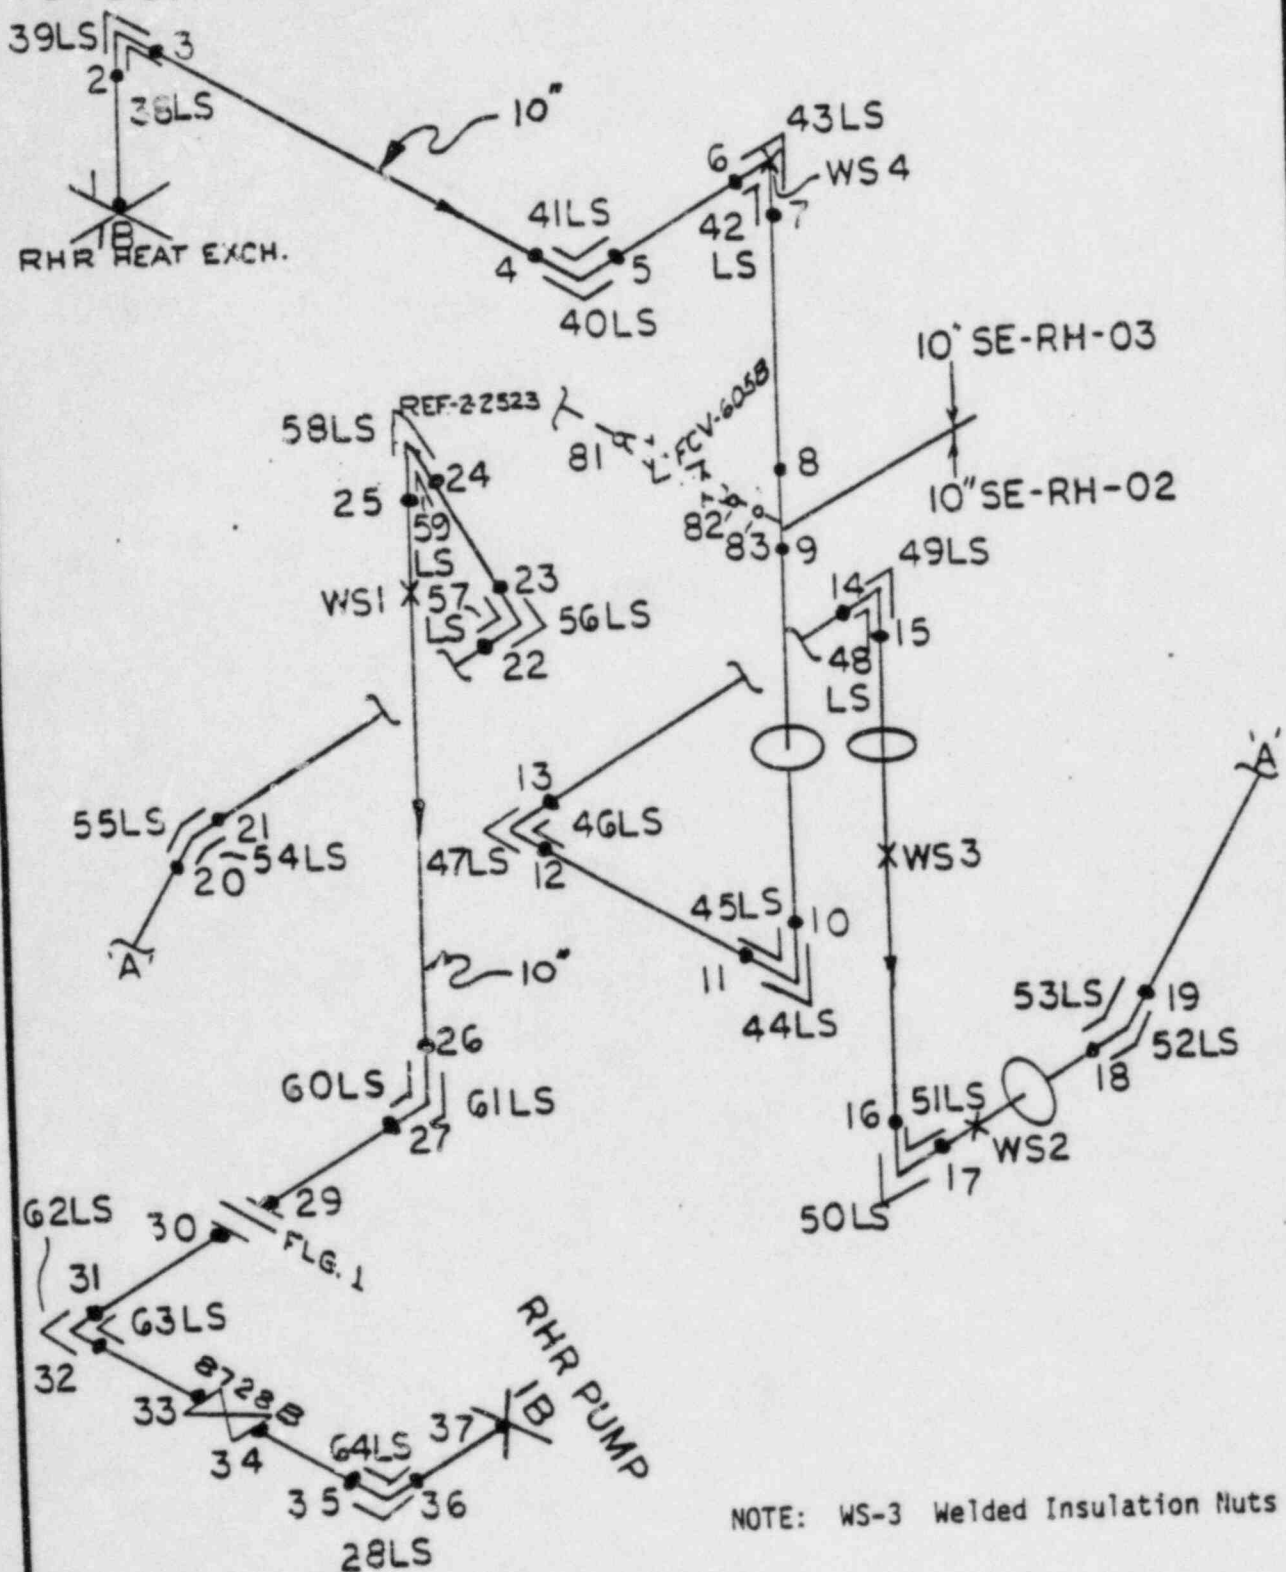 39LS
3
2
38LS
1
1B
RHR HEAT EXCH.
10"
43LS
6
WS4
42
LS
7
41LS
4
5
40LS
10" SE-RH-03
10" SE-RH-02
REF-2-2523
FCV-605B
58LS
81
8
24
25
82
83
9
59
LS
49LS
23
14
WS1
57
LS
56LS
15
22
48
LS
'A'
13
55LS
21
46LS
54LS
47LS
12
20
WS3
45LS
10
'A'
10"
11
53LS
19
44LS
26
52LS
60LS
61LS
18
16
51LS
27
WS2
17
29
50LS
62LS
30
FLG. 1
31
63LS
RHR PUMP
1B
32
8728B
33
37
34
64LS
35
36
28LS
NOTE: WS-3 Welded Insulation Nuts